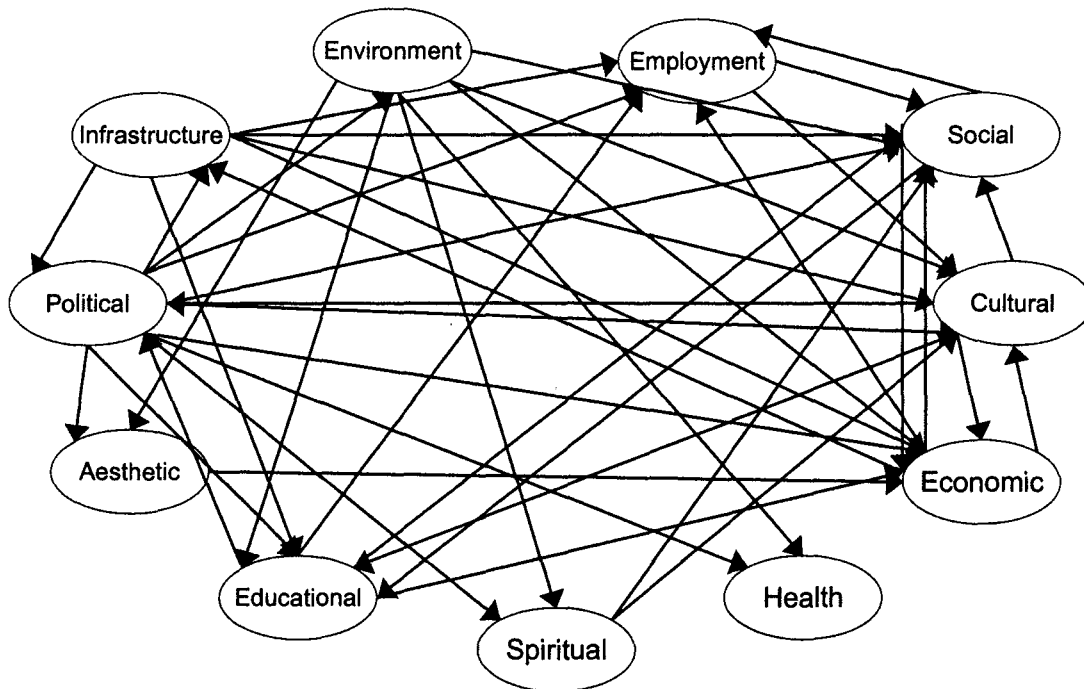 Environment
Employment
Infrastructure
Social
Political
Cultural
Aesthetic
Economic
Educational
Health
Spiritual